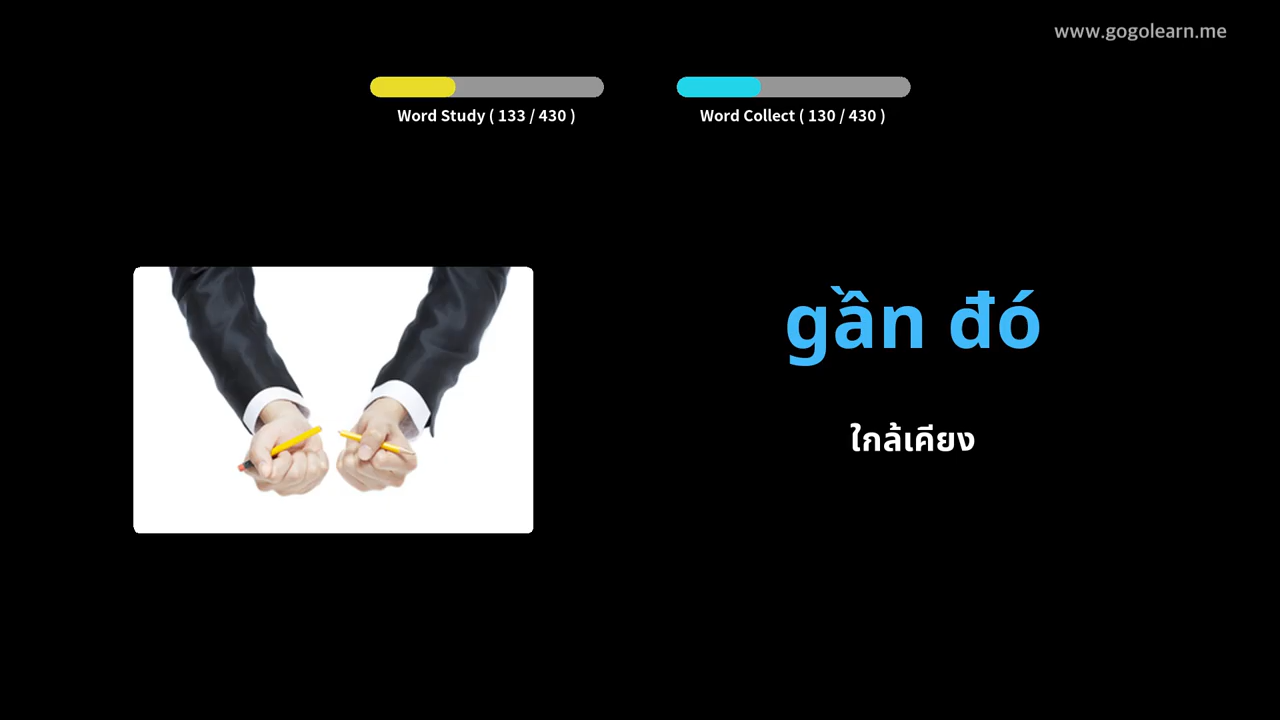 www.gogolearn.me
Word Study ( 133 / 430 )
Word Collect ( 130 / 430 )
gần đó
ใกล้เคียง